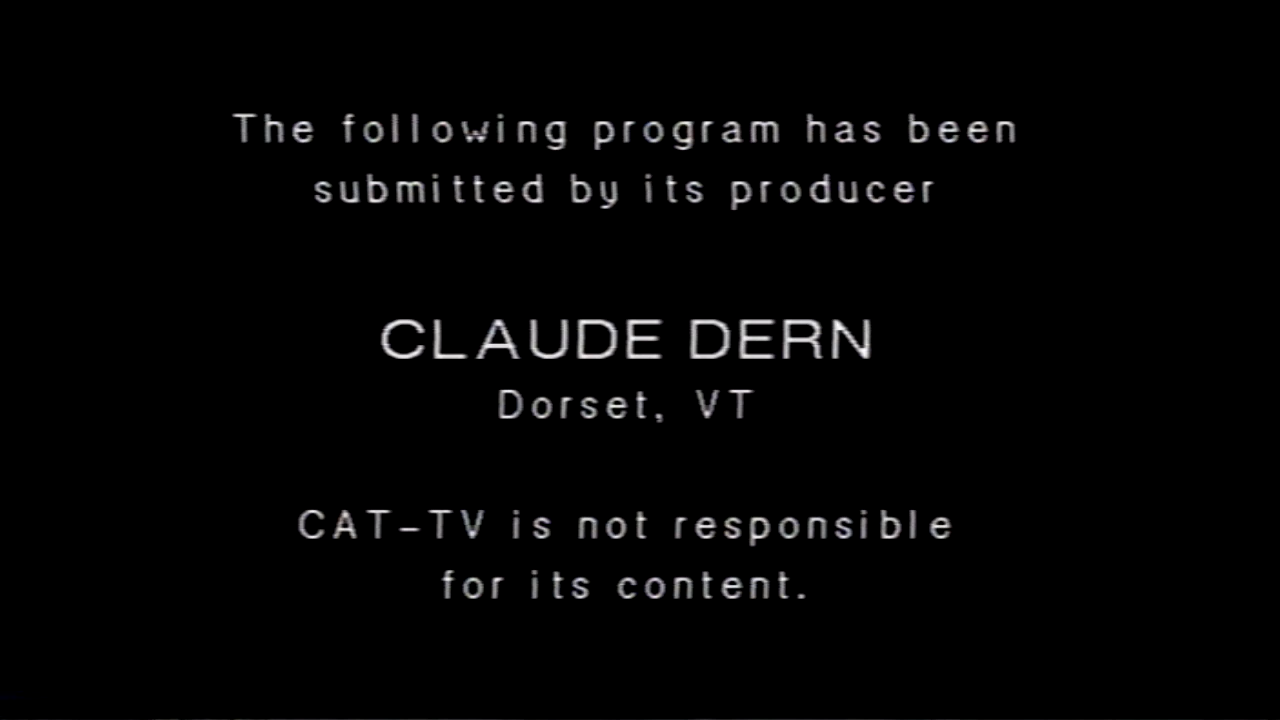 The following program has been
submitted by its producer
CLAUDE DERN
Dorset, VT
CAT-TV is not responsible
for its content.